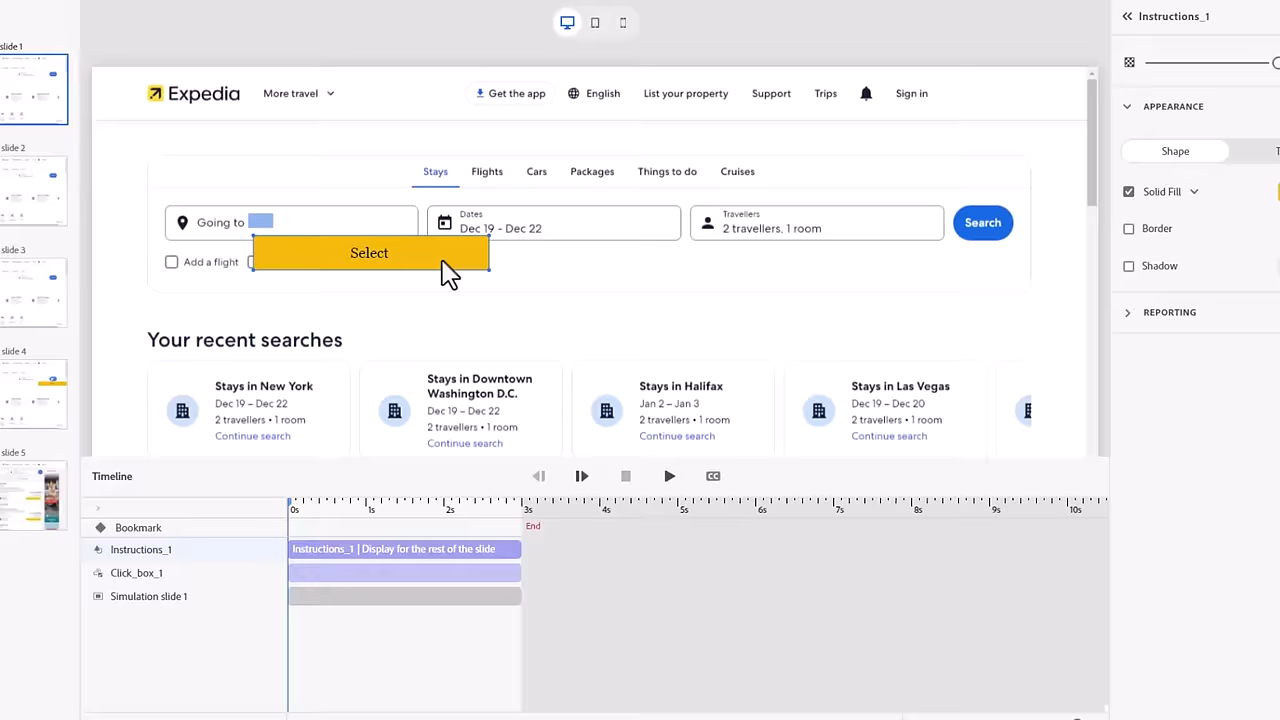 Instructions_1
slide 1
Expedia
More travel
Get the app
English
List your property
Support
Trips
Sign in
APPEARANCE
Shape
Solid Fill
Border
Shadow
REPORTING
slide 2
slide 3
slide 4
slide 5
Stays
Flights
Cars
Packages
Things to do
Cruises
Going to
Dates
Dec 19 - Dec 22
Travellers
2 travellers, 1 room
Search
Add a flight
Select
Your recent searches
Stays in New York
Dec 19 – Dec 22
2 travellers • 1 room
Continue search
Stays in Downtown
Washington D.C.
Dec 19 – Dec 22
2 travellers • 1 room
Continue search
Stays in Halifax
Jan 2 – Jan 3
2 travellers • 1 room
Continue search
Stays in Las Vegas
Dec 19 – Dec 20
2 travellers • 1 room
Continue search
Timeline
CC
0s
1s
2s
3s
4s
5s
6s
7s
8s
9s
10s
Bookmark
End
Instructions_1
Instructions_1 | Display for the rest of the slide
Click_box_1
Simulation slide 1